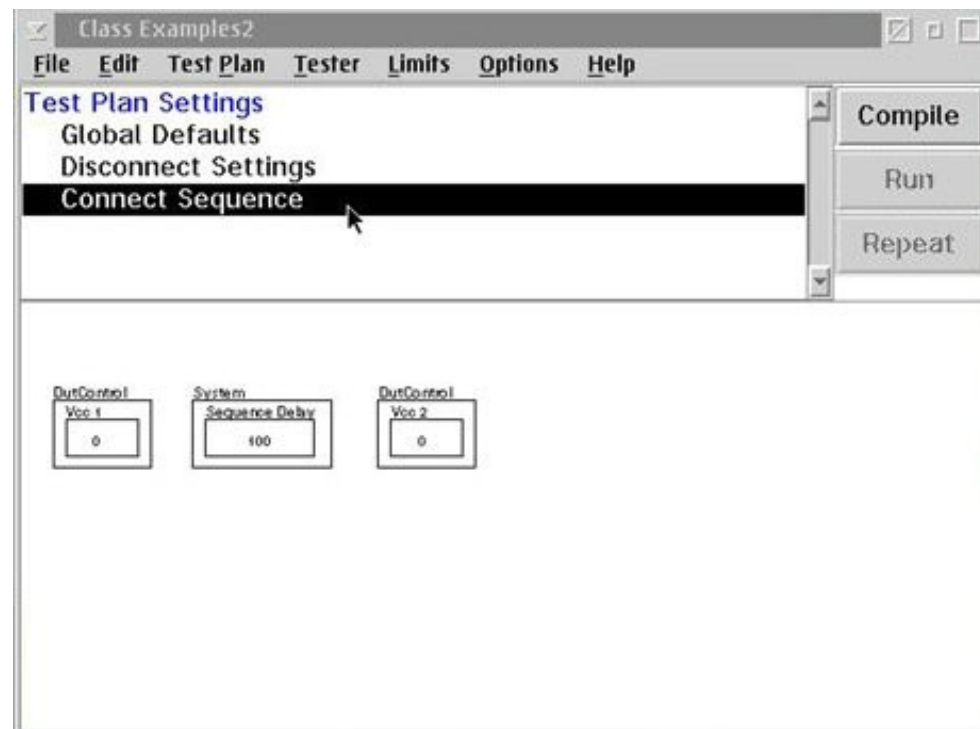 Class Examples2
File Edit Test Plan Tester Limits Options Help
Test Plan Settings
Global Defaults
Disconnect Settings
Connect Sequence
Compile
Run
Repeat
DutControl
Vcc 1
0
System
Sequence Delay
100
DutControl
Vcc 2
0